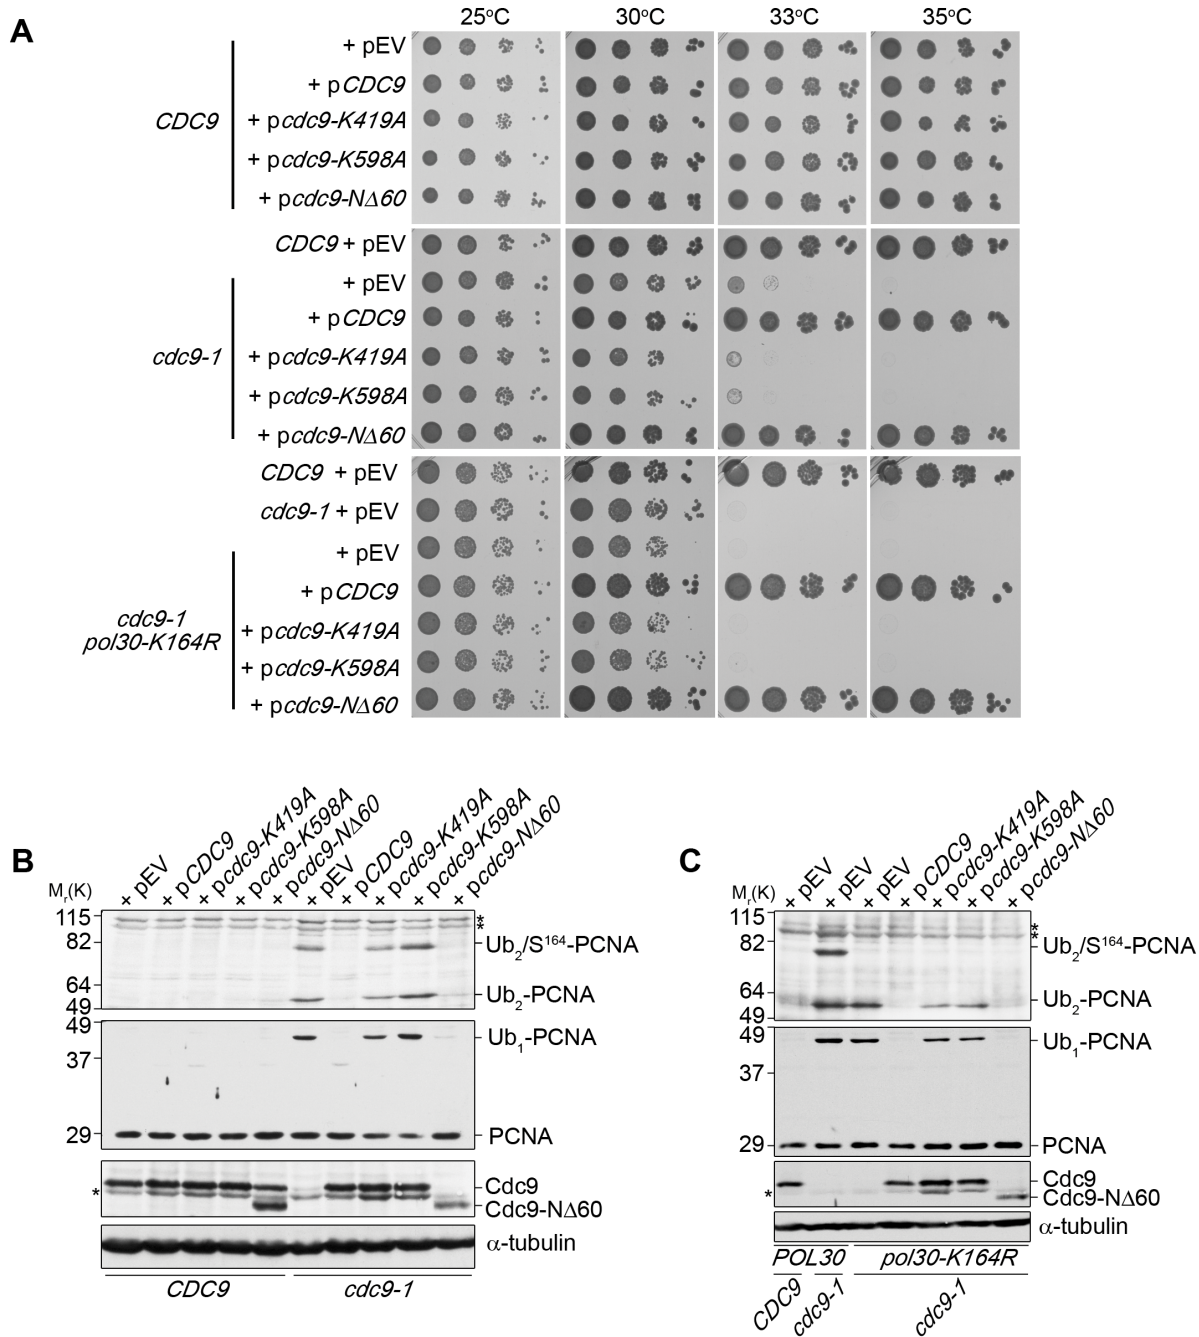 A
25°C 30°C 33°C 35°C
CDC9
+ pEV
+ pCDC9
+ pcdc9-K419A
+ pcdc9-K598A
+ pcdc9-NΔ60
CDC9 + pEV
cdc9-1
+ pEV
+ pCDC9
+ pcdc9-K419A
+ pcdc9-K598A
+ pcdc9-NΔ60
CDC9 + pEV
cdc9-1 + pEV
cdc9-1
pol30-K164R
+ pEV
+ pCDC9
+ pcdc9-K419A
+ pcdc9-K598A
+ pcdc9-NΔ60
B
+ pEV
+ pCDC9
+ pcdc9-K419A
+ pcdc9-K598A
+ pcdc9-NΔ60
+ pEV
+ pCDC9
+ pcdc9-K419A
+ pcdc9-K598A
+ pcdc9-NΔ60
Mr(K)
115
*
*
82
Ub2/S164-PCNA
64
Ub2-PCNA
49
49
Ub1-PCNA
37
29
PCNA
Cdc9
*
Cdc9-NΔ60
α-tubulin
CDC9 cdc9-1
C
+ pEV
+ pEV
+ pEV
+ pCDC9
+ pcdc9-K419A
+ pcdc9-K598A
+ pcdc9-NΔ60
Mr(K)
115
*
*
82
Ub2/S164-PCNA
64
Ub2-PCNA
49
49
Ub1-PCNA
37
29
PCNA
Cdc9
*
Cdc9-NΔ60
α-tubulin
POL30 pol30-K164R
CDC9 cdc9-1 cdc9-1